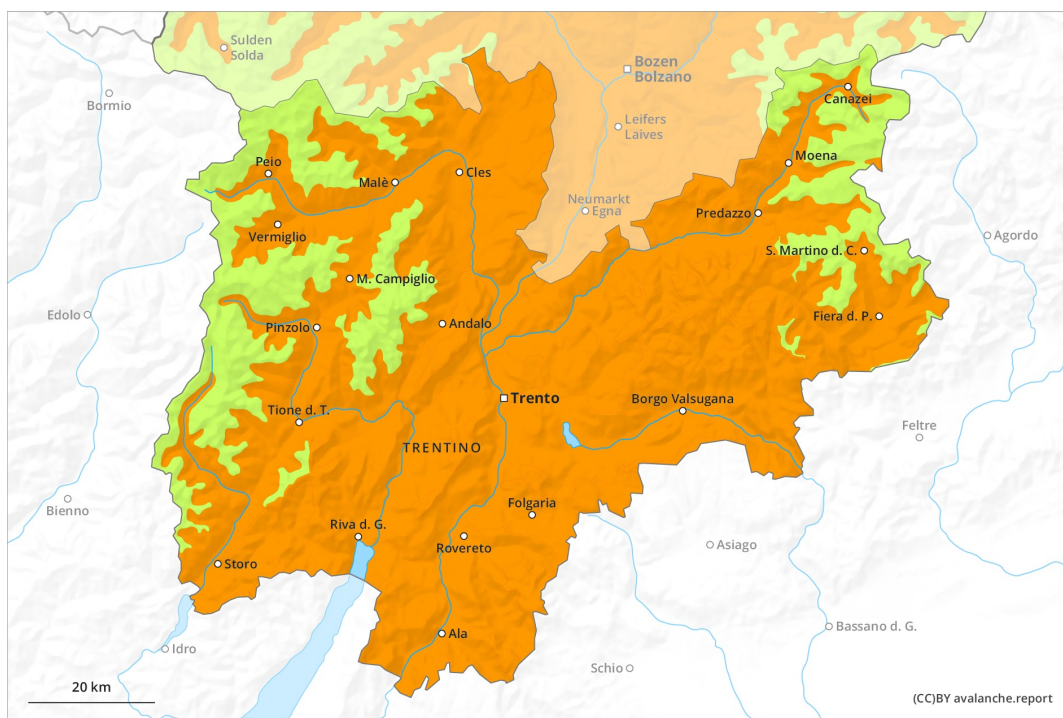 Sulden
Solda
Bozen
Bolzano
Bormio
Canazei
Leifers
Laives
Moena
Peio
Malè
Cles
Neumarkt
Egna
Predazzo
Vermiglio
Agordo
S. Martino d. C.
M. Campiglio
Edolo
Pinzolo
Andalo
Fiera d. P.
Trento
Borgo Valsugana
Tione d. T.
Feltre
TRENTINO
Bienno
Folgaria
Riva d. G.
Rovereto
Asiago
Storo
Bassano d. G.
Ala
Idro
Schio
20 km
(CC)BY avalanche.report